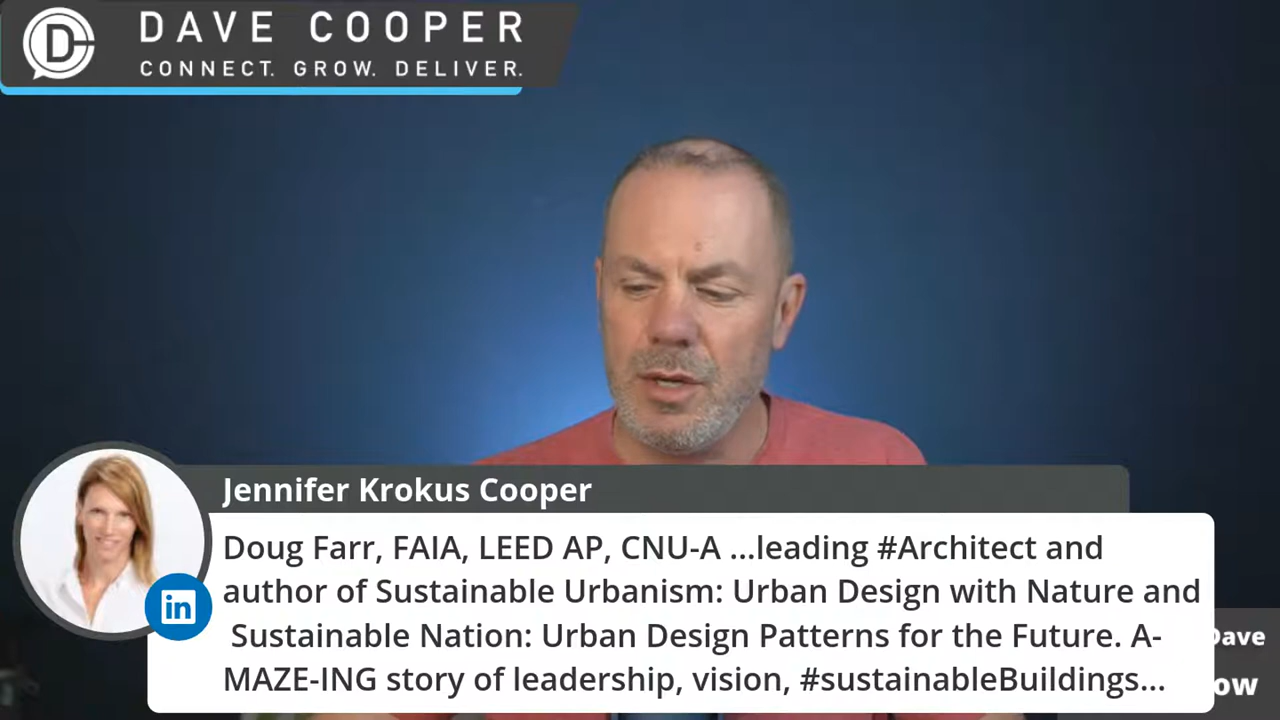 DAVE COOPER
CONNECT. GROW. DELIVER.
Jennifer Krokus Cooper
Doug Farr, FAIA, LEED AP, CNU-A ...leading #Architect and
author of Sustainable Urbanism: Urban Design with Nature and
Sustainable Nation: Urban Design Patterns for the Future. A-
MAZE-ING story of leadership, vision, #sustainableBuildings...
in
Dave